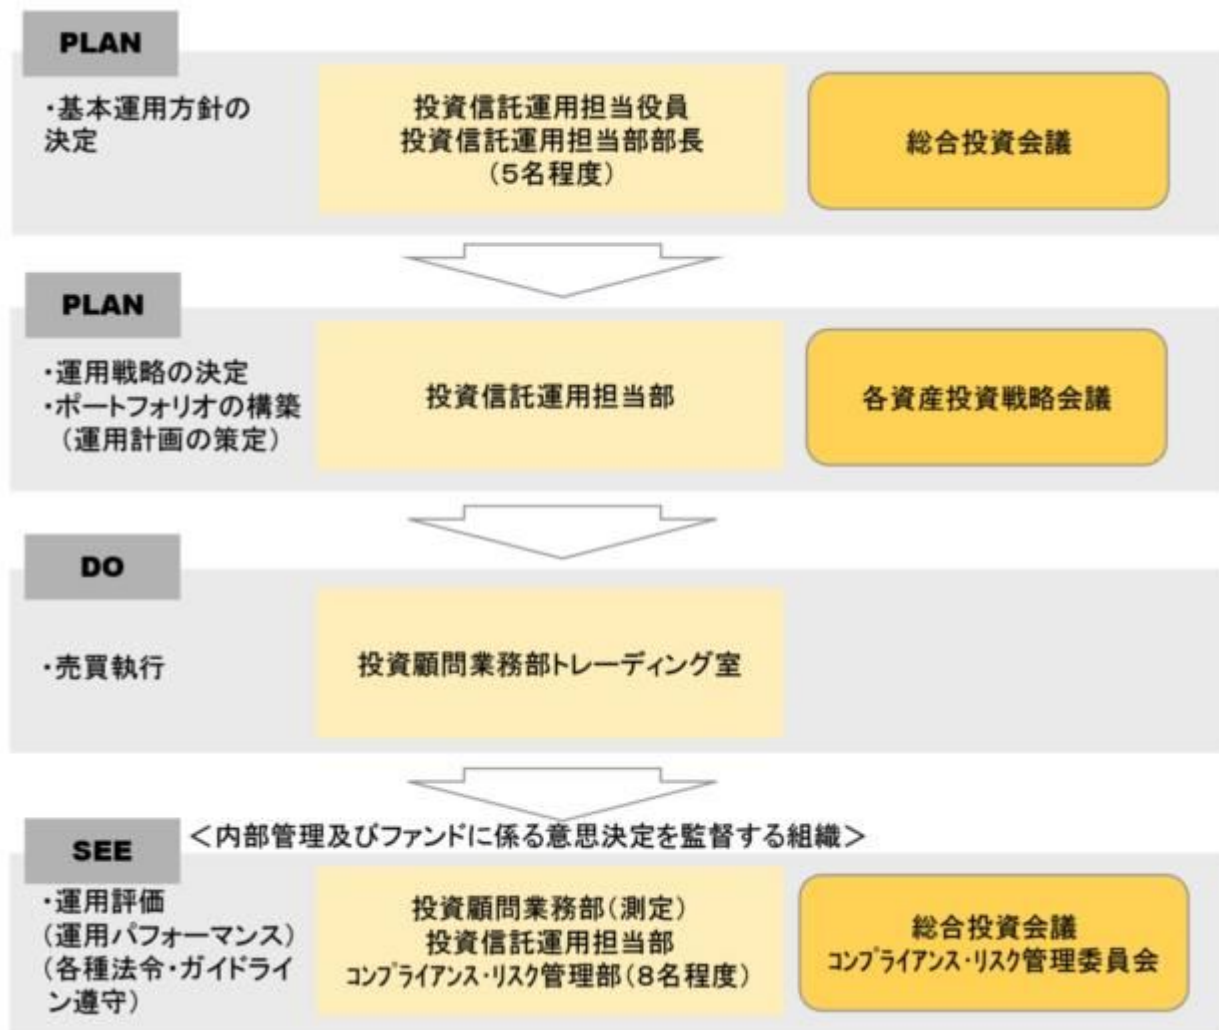 PLAN
・基本運用方針の
決定
投資信託運用担当役員
投資信託運用担当部部長
(5名程度)
総合投資会議
PLAN
・運用戦略の決定
・ポートフォリオの構築
(運用計画の策定)
投資信託運用担当部
各資産投資戦略会議
DO
・売買執行
投資顧問業務部トレーディング室
SEE
＜内部管理及びファンドに係る意思決定を監督する組織＞
・運用評価
(運用パフォーマンス)
(各種法令・ガイドライ
ン遵守)
投資顧問業務部(測定)
投資信託運用担当部
ｺﾝﾌﾟﾗｲｱﾝｽ・ﾘｽｸ管理部(8名程度)
総合投資会議
ｺﾝﾌﾟﾗｲｱﾝｽ・ﾘｽｸ管理委員会